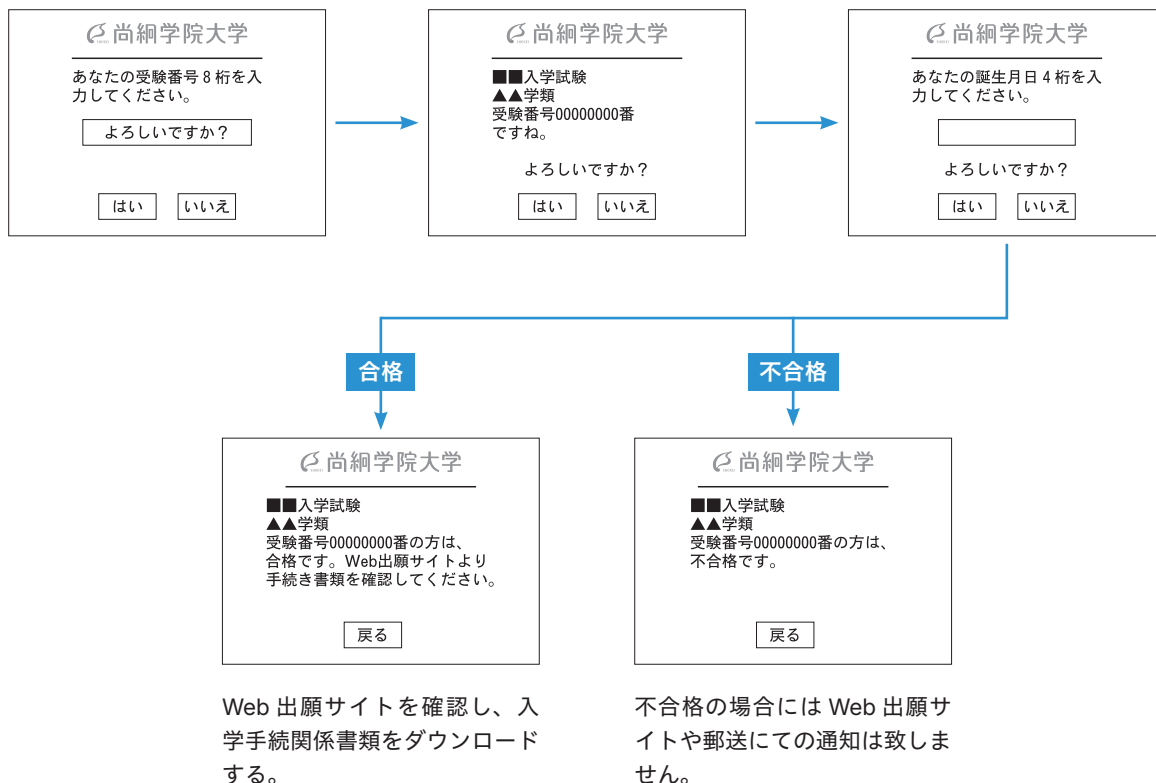 尚絅学院大学
あなたの受験番号8桁を入
力してください。
よろしいですか？
はい いいえ
尚絅学院大学
■■入学試験
▲▲学類
受験番号00000000番
ですね。
よろしいですか？
はい いいえ
尚絅学院大学
あなたの誕生月日4桁を入
力してください。
よろしいですか？
はい いいえ
合格
不合格
尚絅学院大学
■■入学試験
▲▲学類
受験番号00000000番の方は、
合格です。Web出願サイトより
手続き書類を確認してください。
戻る
Web 出願サイトを確認し、入
学手続関係書類をダウンロード
する。
尚絅学院大学
■■入学試験
▲▲学類
受験番号00000000番の方は、
不合格です。
戻る
不合格の場合には Web 出願サ
イトや郵送にての通知は致しま
せん。